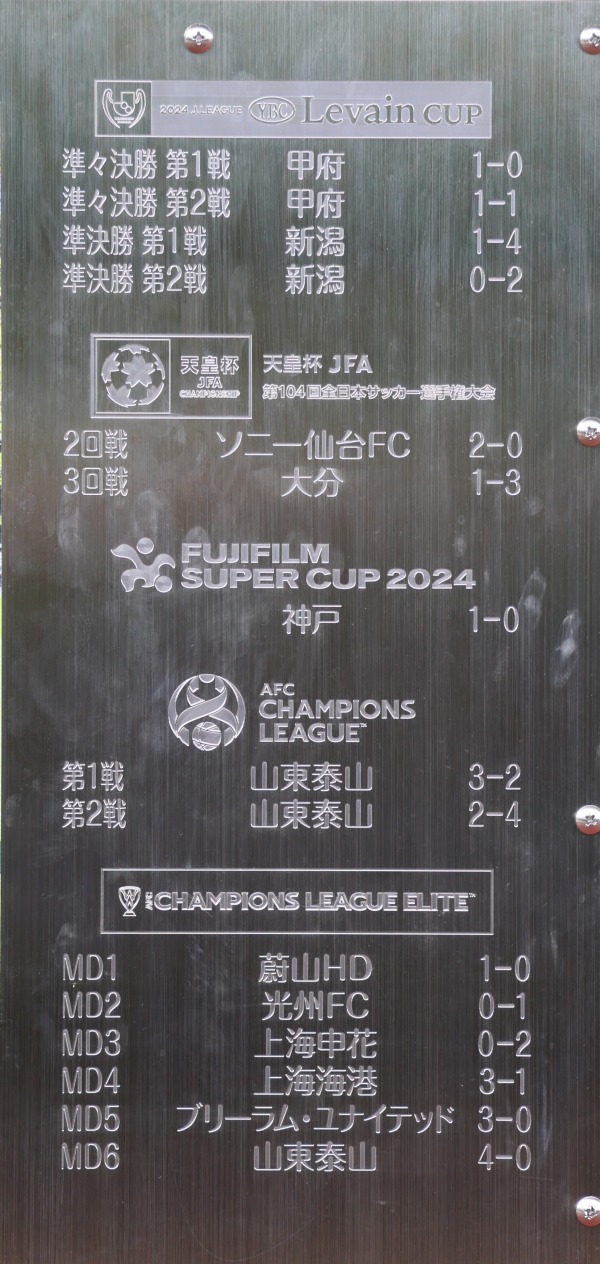 2024 J.LEAGUE YBC Levain CUP
準々決勝 第1戦 甲府 1-0
準々決勝 第2戦 甲府 1-1
準決勝 第1戦 新潟 1-4
準決勝 第2戦 新潟 0-2
天皇杯 天皇杯 JFA
JFA
CHAMPIONSHIP 第104回全日本サッカー選手権大会
2回戦 ソニー仙台FC 2-0
3回戦 大分 1-3
FUJIFILM
SUPER CUP 2024
神戸 1-0
AFC
CHAMPIONS
LEAGUE™
第1戦 山東泰山 3-2
第2戦 山東泰山 2-4
AFC CHAMPIONS LEAGUE ELITE™
MD1 蔚山HD 1-0
MD2 光州FC 0-1
MD3 上海申花 0-2
MD4 上海海港 3-1
MD5 ブリーラム・ユナイテッド 3-0
MD6 山東泰山 4-0